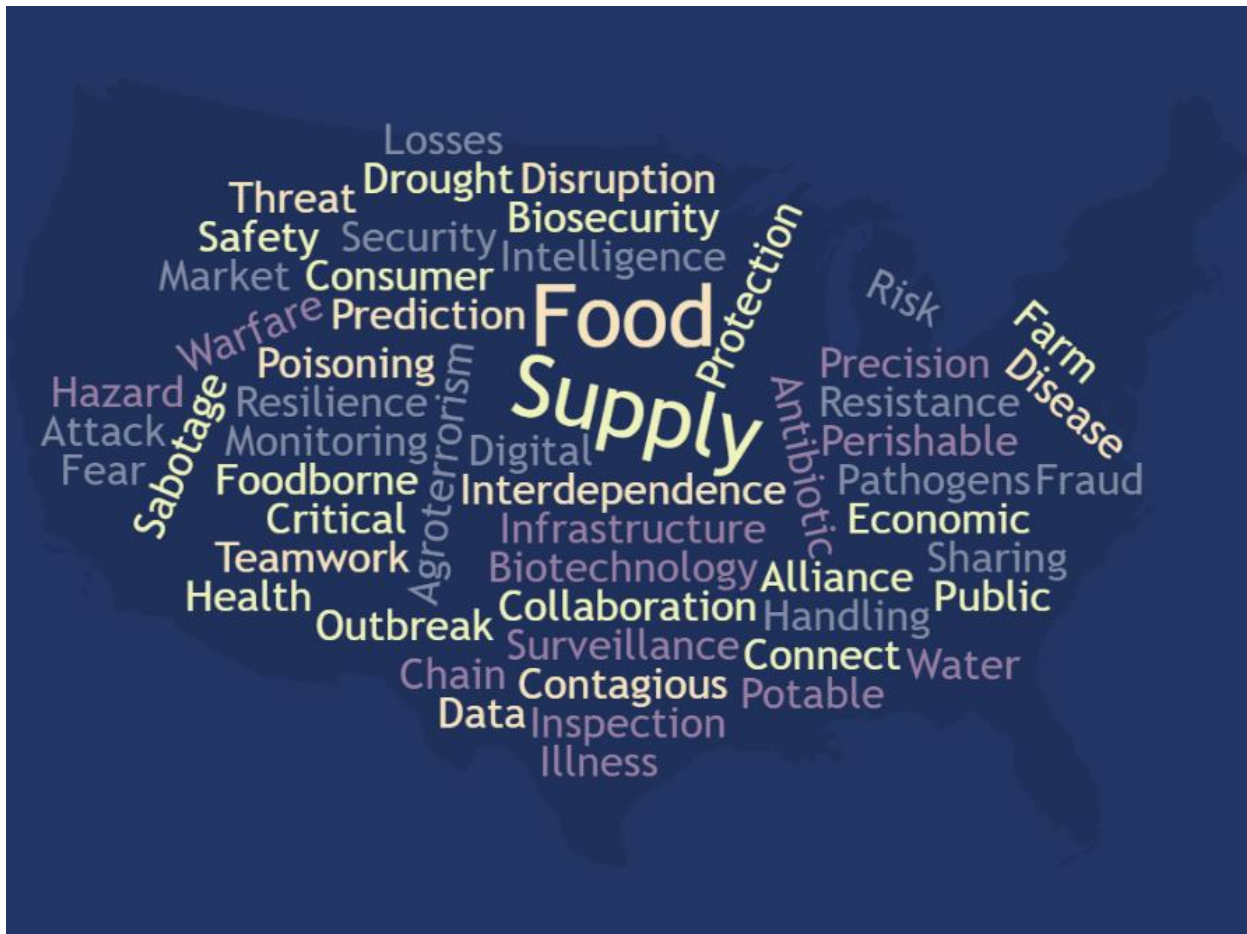 Losses
Drought Disruption
Threat
Biosecurity
Safety Security
Intelligence
Protection
Market Consumer
Risk
Warfare
Prediction Food
Farm
Poisoning
Supply
Precision
Disease
Hazard
Sabotage
Resilience
Agroterrorism
Antibiotic
Resistance
Attack
Monitoring
Digital
Perishable
Fear
Foodborne
Interdependence
Pathogens Fraud
Critical
Infrastructure
Economic
Teamwork
Biotechnology
Alliance
Sharing
Health
Collaboration
Handling
Public
Outbreak
Surveillance
Connect
Water
Chain
Contagious
Potable
Data
Inspection
Illness